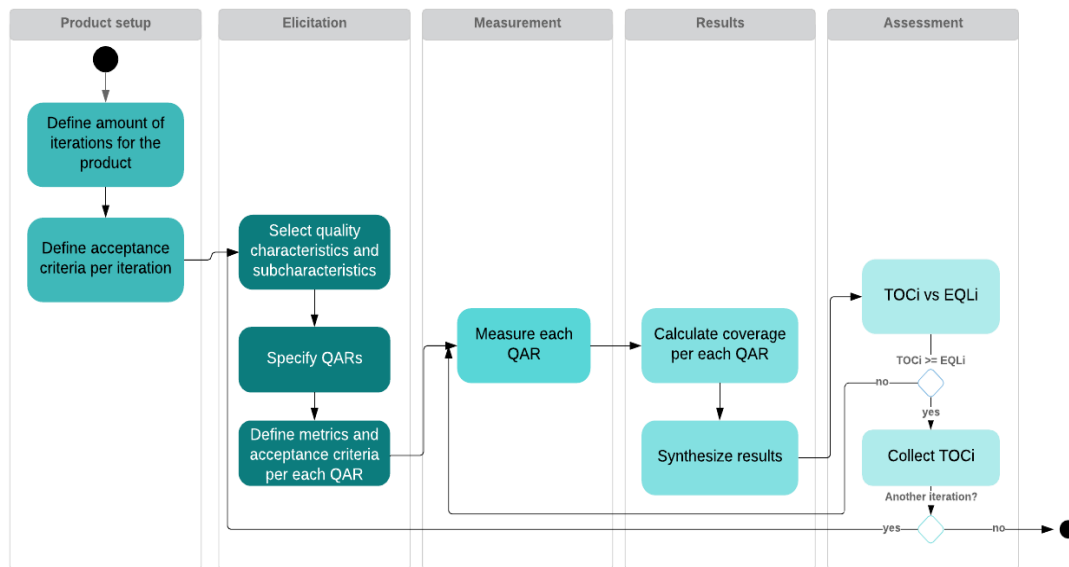 Product setup
Elicitation
Measurement
Results
Assessment
Define amount of
iterations for the
product
Define acceptance
criteria per iteration
Select quality
characteristics and
subcharacteristics
Specify QARs
Define metrics and
acceptance criteria
per each QAR
Measure each
QAR
Calculate coverage
per each QAR
Synthesize results
TOCi vs EQLi
TOCi >= EQLi
no
yes
Collect TOCi
Another iteration?
yes
no